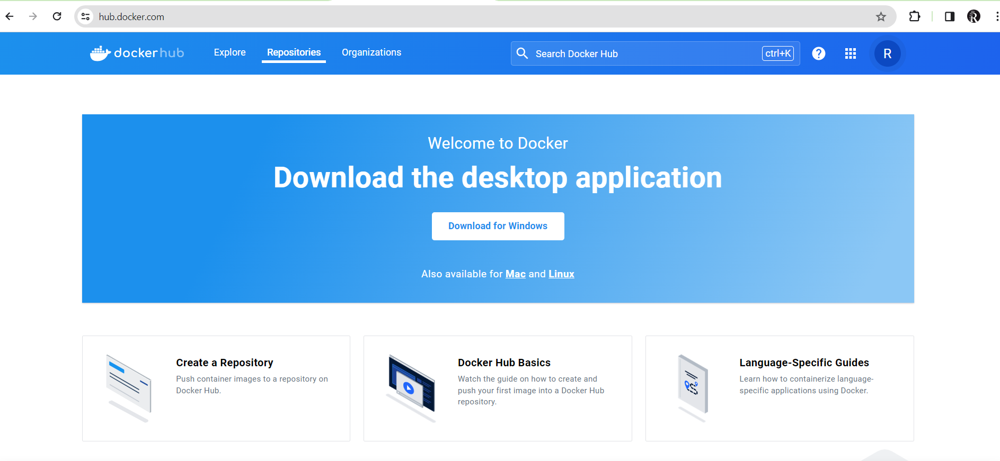 hub.docker.com
docker hub
Explore
Repositories
Organizations
Search Docker Hub
ctrl+K
?
R
Welcome to Docker
Download the desktop application
Download for Windows
Also available for Mac and Linux
Create a Repository
Push container images to a repository on
Docker Hub.
Docker Hub Basics
Watch the guide on how to create and
push your first image into a Docker Hub
repository.
Language-Specific Guides
Learn how to containerize language-
specific applications using Docker.